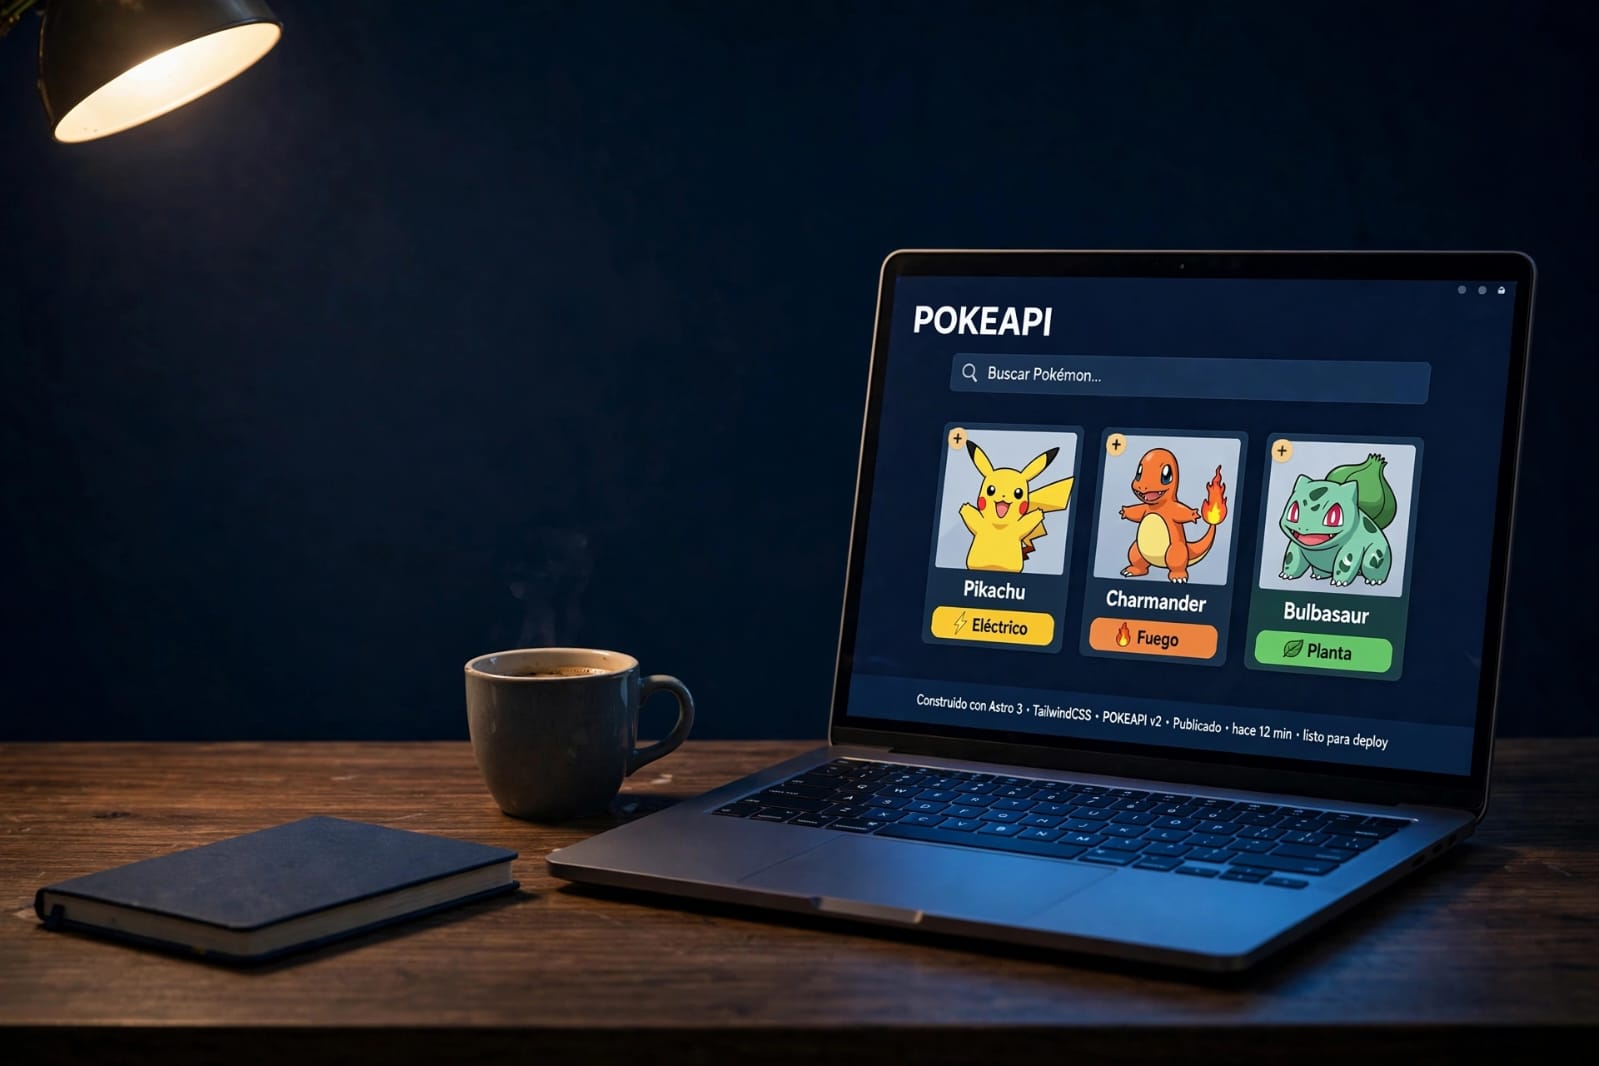 POKEAPI
Buscar Pokémon...
Pikachu
Eléctrico
Charmander
Fuego
Bulbasaur
Planta
Construido con Astro 3 • TailwindCSS • POKEAPI v2 • Publicado • hace 12 min • listo para deploy